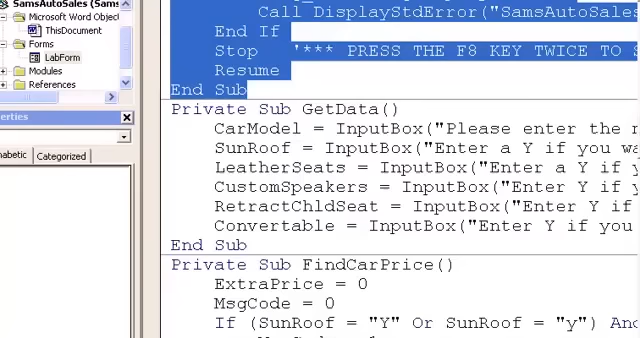 SamsAutoSales (Sams
Microsoft Word Object
ThisDocument
Forms
LabForm
Modules
References
erties
abetic
Categorized
Call DisplayStdError("SamsAutoSales
End If
Stop '*** PRESS THE F8 KEY TWICE TO S
Resume
End Sub
Private Sub GetData()
CarModel = InputBox("Please enter the n
SunRoof = InputBox("Enter a Y if you wa
LeatherSeats = InputBox("Enter a Y if y
CustomSpeakers = InputBox("Enter Y if y
RetractChldSeat = InputBox("Enter Y if
Convertable = InputBox("Enter Y if you
End Sub
Private Sub FindCarPrice()
ExtraPrice = 0
MsgCode = 0
If (SunRoof = "Y" Or SunRoof = "y") And